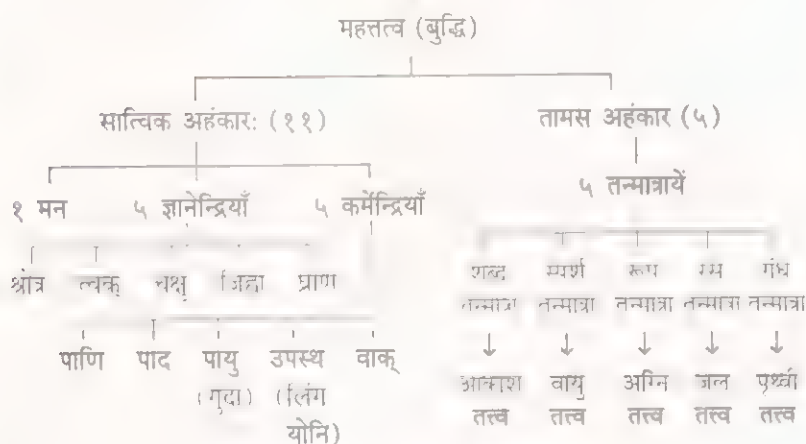 महत्तत्व (बुद्धि)
सात्विक अहंकार: (११)
तामस अहंकार (५)
१ मन ५ ज्ञानेन्द्रियाँ ५ कर्मेन्द्रियाँ
५ तन्मात्रायें
श्रोत्र त्वक् चक्षु जिह्वा घ्राण
शब्द स्पर्श रूप रस गंध
तन्मात्रा तन्मात्रा तन्मात्रा तन्मात्रा तन्मात्रा
पाणि पाद पायु उपस्थ वाक्
(गुदा) (लिंग
योनि)
आकाश वायु अग्नि जल पृथ्वी
तत्त्व तत्त्व तत्त्व तत्त्व तत्त्व